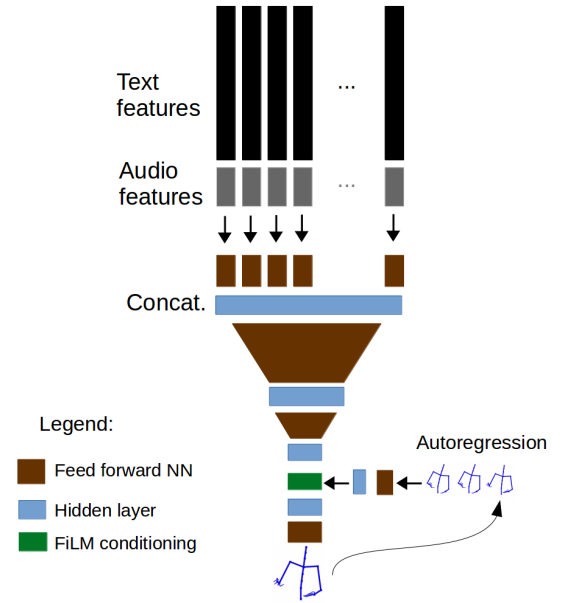 Text
features
...
Audio
features
...
Concat.
Legend:
Autoregression
Feed forward NN
Hidden layer
FiLM conditioning